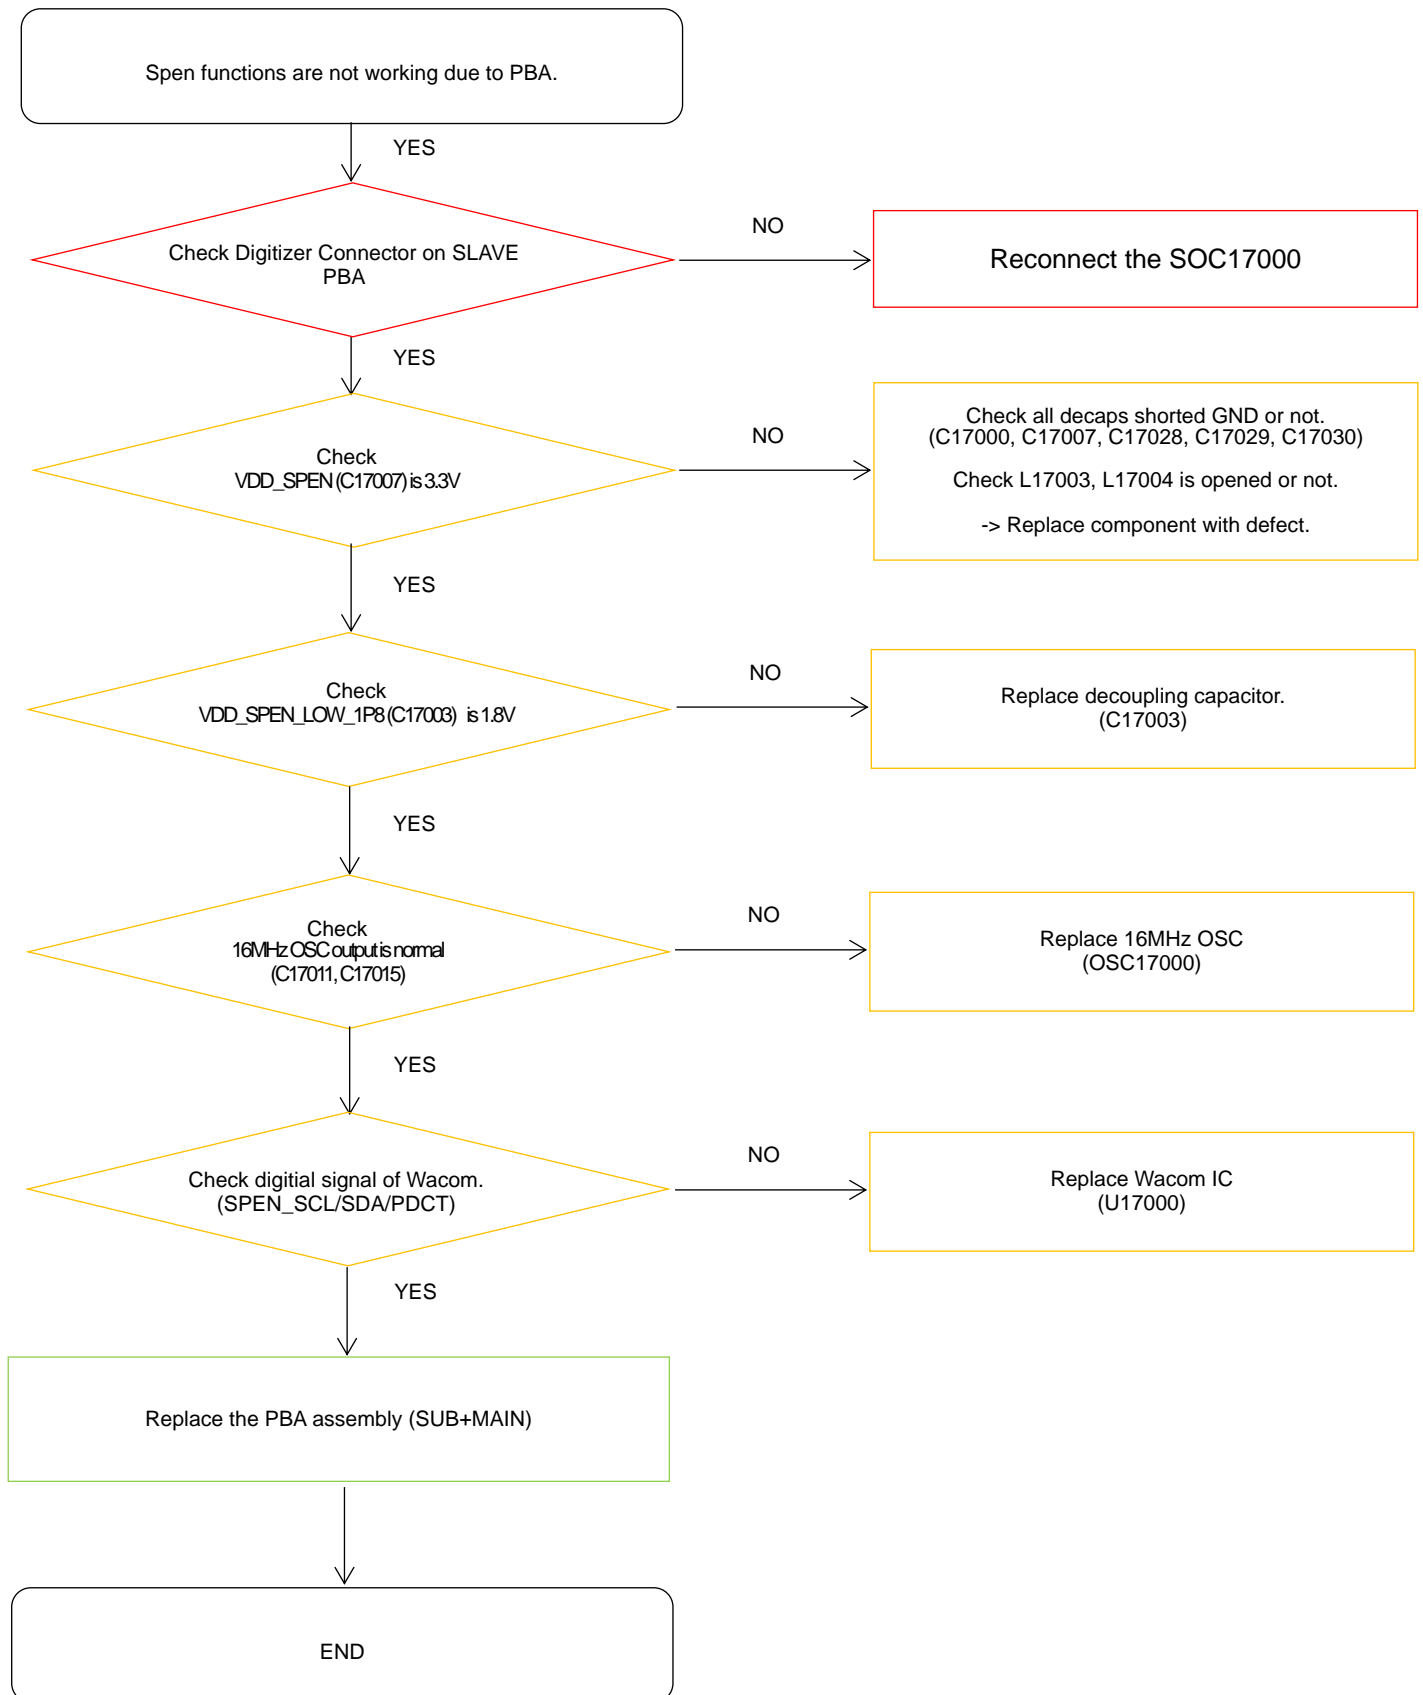 Spen functions are not working due to PBA.
YES
Check Digitizer Connector on SLAVE
PBA
NO
Reconnect the SOC17000
YES
Check
VDD_SPEN (C17007) is 3.3V
NO
Check all decaps shorted GND or not.
(C17000, C17007, C17028, C17029, C17030)
Check L17003, L17004 is opened or not.
-> Replace component with defect.
YES
Check
VDD_SPEN_LOW_1P8 (C17003) is 1.8V
NO
Replace decoupling capacitor.
(C17003)
YES
Check
16MHz OSC output is normal
(C17011, C17015)
NO
Replace 16MHz OSC
(OSC17000)
YES
Check digitial signal of Wacom.
(SPEN_SCL/SDA/PDCT)
NO
Replace Wacom IC
(U17000)
YES
Replace the PBA assembly (SUB+MAIN)
END